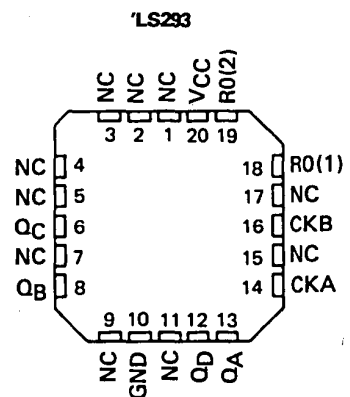 'LS293
NC NC NC VCC R0(2)
3 2 1 20 19
NC 4 18 R0(1)
NC 5 17 NC
QC 6 16 CKB
NC 7 15 NC
QB 8 14 CKA
9 10 11 12 13
NC GND NC QD QA